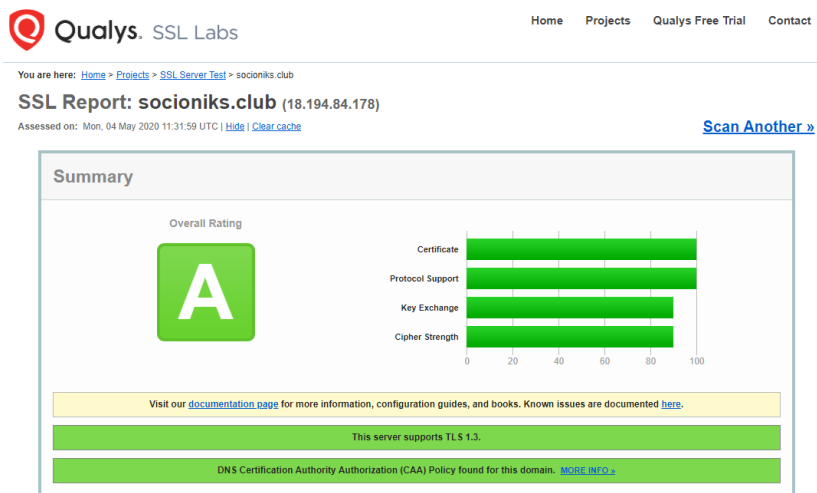 Qualys. SSL Labs
Home Projects Qualys Free Trial Contact
You are here: Home > Projects > SSL Server Test > socioniks.club
SSL Report: socioniks.club (18.194.84.178)
Assessed on: Mon, 04 May 2020 11:31:59 UTC | Hide | Clear cache
Scan Another »
Summary
Overall Rating
A
Certificate
Protocol Support
Key Exchange
Cipher Strength
0 20 40 60 80 100
Visit our documentation page for more information, configuration guides, and books. Known issues are documented here.
This server supports TLS 1.3.
DNS Certification Authority Authorization (CAA) Policy found for this domain. MORE INFO »